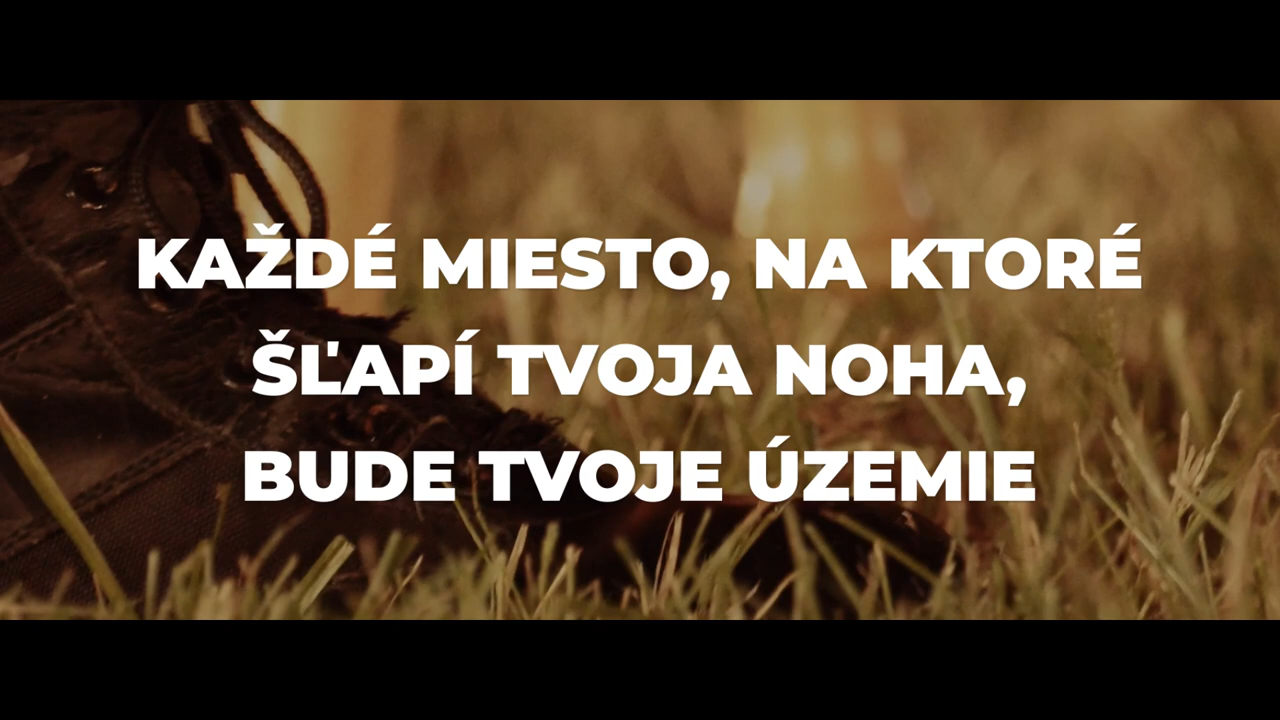 KAŽDÉ MIESTO, NA KTORÉ
ŠĽAPÍ TVOJA NOHA,
BUDE TVOJE ÚZEMIE